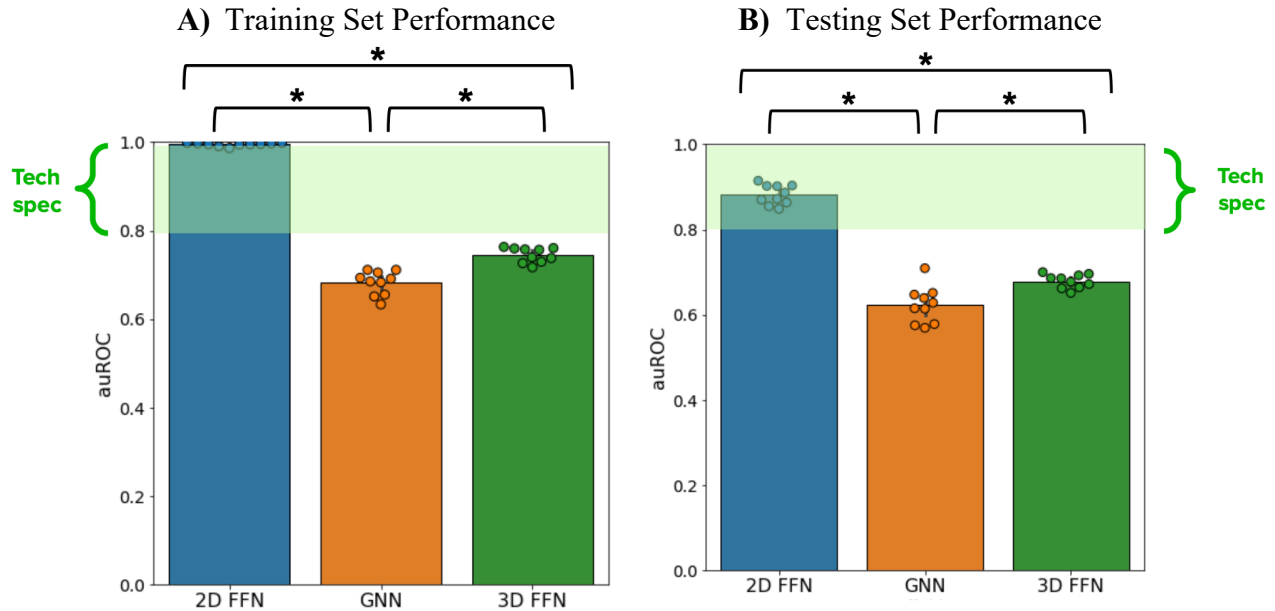 A) Training Set Performance
*
* *
Tech
spec
auROC
1.0
0.8
0.6
0.4
0.2
0.0
2D FFN GNN 3D FFN
B) Testing Set Performance
*
* *
Tech
spec
auROC
1.0
0.8
0.6
0.4
0.2
0.0
2D FFN GNN 3D FFN